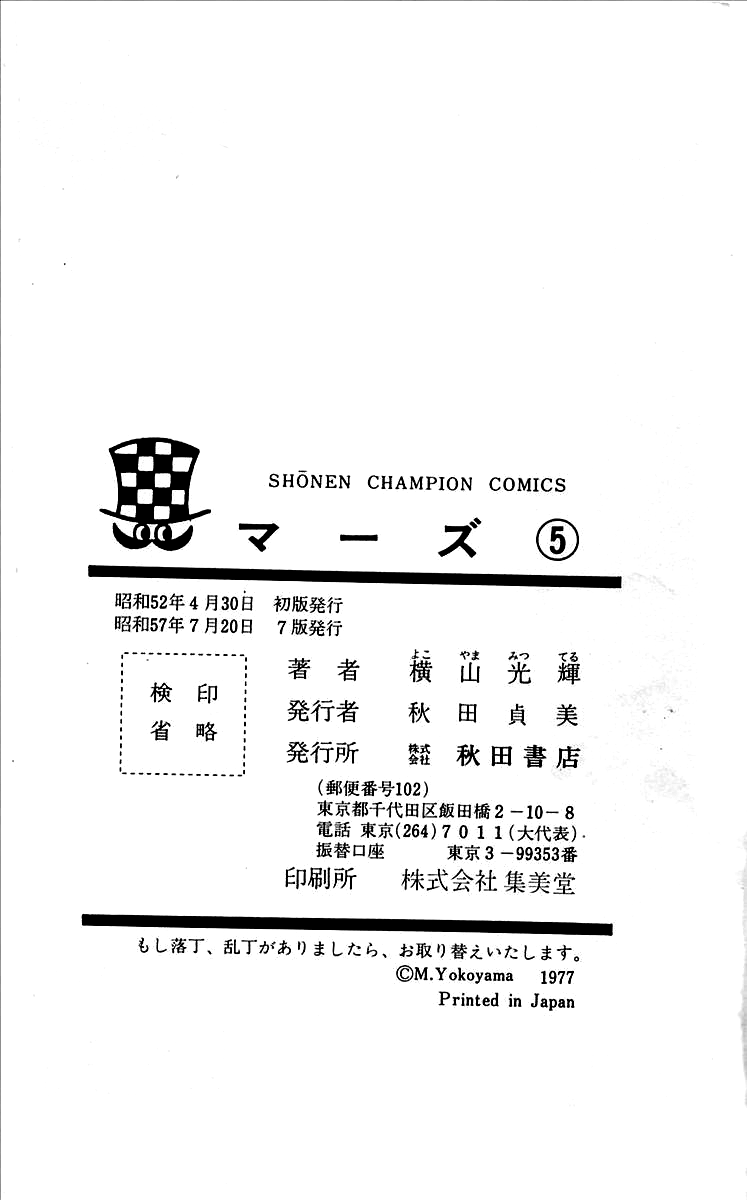 SHŌNEN CHAMPION COMICS
マーズ ⑤
昭和52年4月30日 初版発行
昭和57年7月20日 7版発行
検印
省略
著者 横山光輝
よこ やま みつ てる
発行者 秋田貞美
発行所 株式会社 秋田書店
(郵便番号102)
東京都千代田区飯田橋2-10-8
電話 東京(264)7011(大代表)
振替口座 東京3-99353番
印刷所 株式会社 集美堂
もし落丁、乱丁がありましたら、お取り替えいたします。
©M.Yokoyama 1977
Printed in Japan